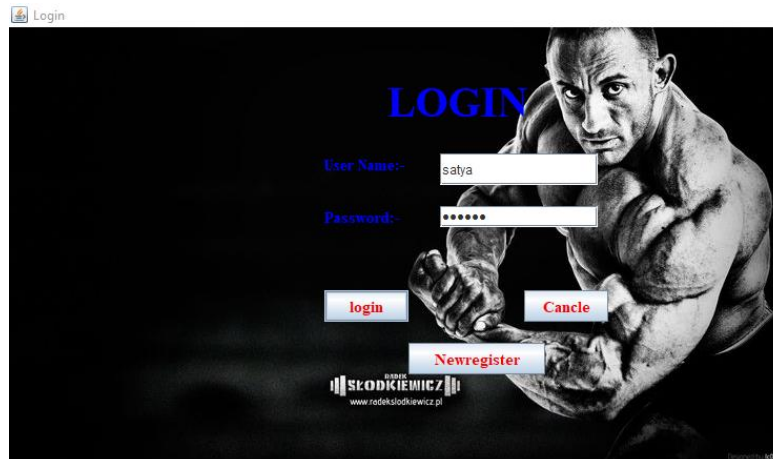 Login
LOGIN
User Name:-
satya
Password:-
••••••
login
Cancle
Newregister
RADEK
SŁODKIEWICZ
www.radekslodkiewicz.pl